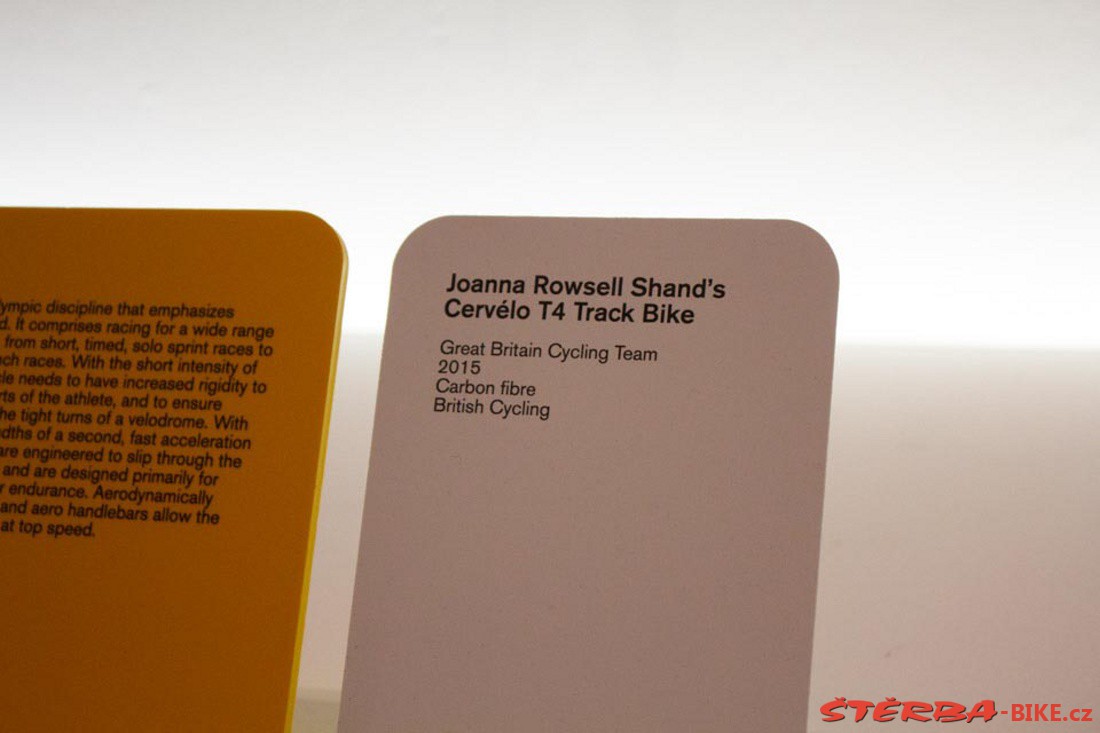 ympic discipline that emphasizes
d. It comprises racing for a wide range
from short, timed, solo sprint races to
ch races. With the short intensity of
le needs to have increased rigidity to
rts of the athlete, and to ensure
he tight turns of a velodrome. With
dths of a second, fast acceleration
are engineered to slip through the
and are designed primarily for
r endurance. Aerodynamically
and aero handlebars allow the
at top speed.
Joanna Rowsell Shand's
Cervélo T4 Track Bike
Great Britain Cycling Team
2015
Carbon fibre
British Cycling
ŠTĚRBA-BIKE.cz